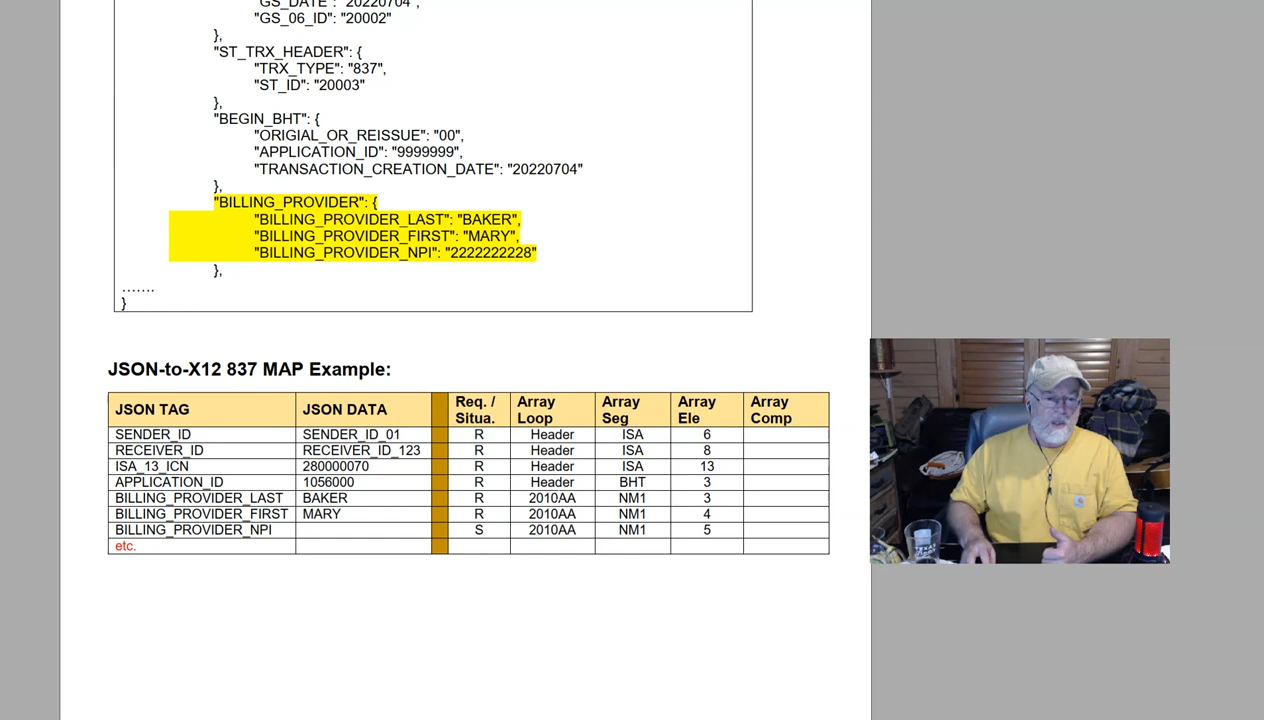 "GS_DATE": "20220704",
"GS_06_ID": "20002"
},
"ST_TRX_HEADER": {
"TRX_TYPE": "837",
"ST_ID": "20003"
},
"BEGIN_BHT": {
"ORIGIAL_OR_REISSUE": "00",
"APPLICATION_ID": "9999999",
"TRANSACTION_CREATION_DATE": "20220704"
},
"BILLING_PROVIDER": {
"BILLING_PROVIDER_LAST": "BAKER",
"BILLING_PROVIDER_FIRST": "MARY",
"BILLING_PROVIDER_NPI": "2222222228"
},
…….
}
JSON-to-X12 837 MAP Example:
JSON TAG JSON DATA Req. / Situa. Array Loop Array Seg Array Ele Array Comp
SENDER_ID SENDER_ID_01 R Header ISA 6
RECEIVER_ID RECEIVER_ID_123 R Header ISA 8
ISA_13_ICN 280000070 R Header ISA 13
APPLICATION_ID 1056000 R Header BHT 3
BILLING_PROVIDER_LAST BAKER R 2010AA NM1 3
BILLING_PROVIDER_FIRST MARY R 2010AA NM1 4
BILLING_PROVIDER_NPI S 2010AA NM1 5
etc.